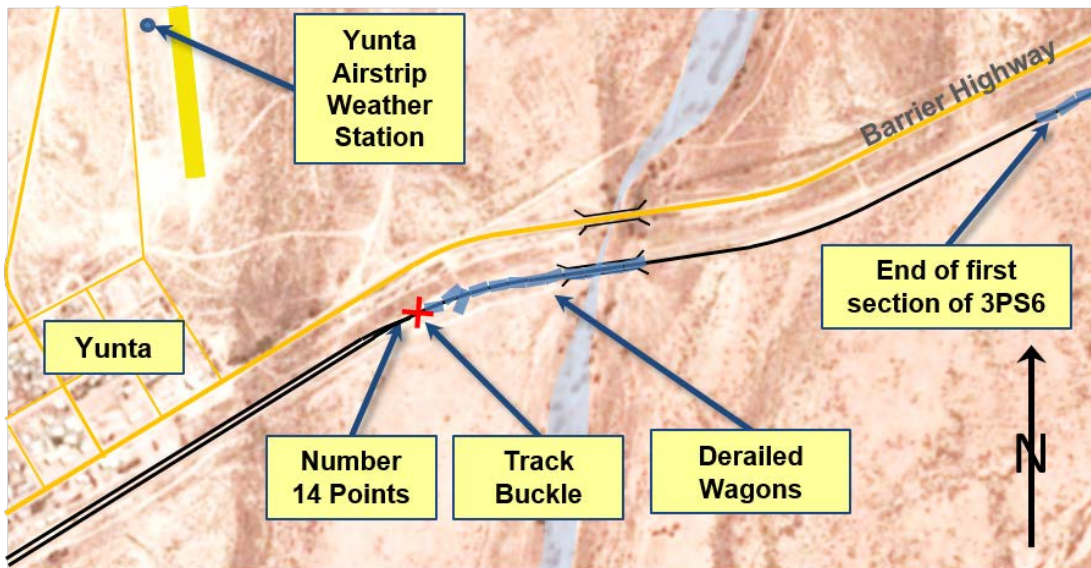 Yunta
Airstrip
Weather
Station
Barrier Highway
End of first
section of 3PS6
Yunta
Number
14 Points
Track
Buckle
Derailed
Wagons
N